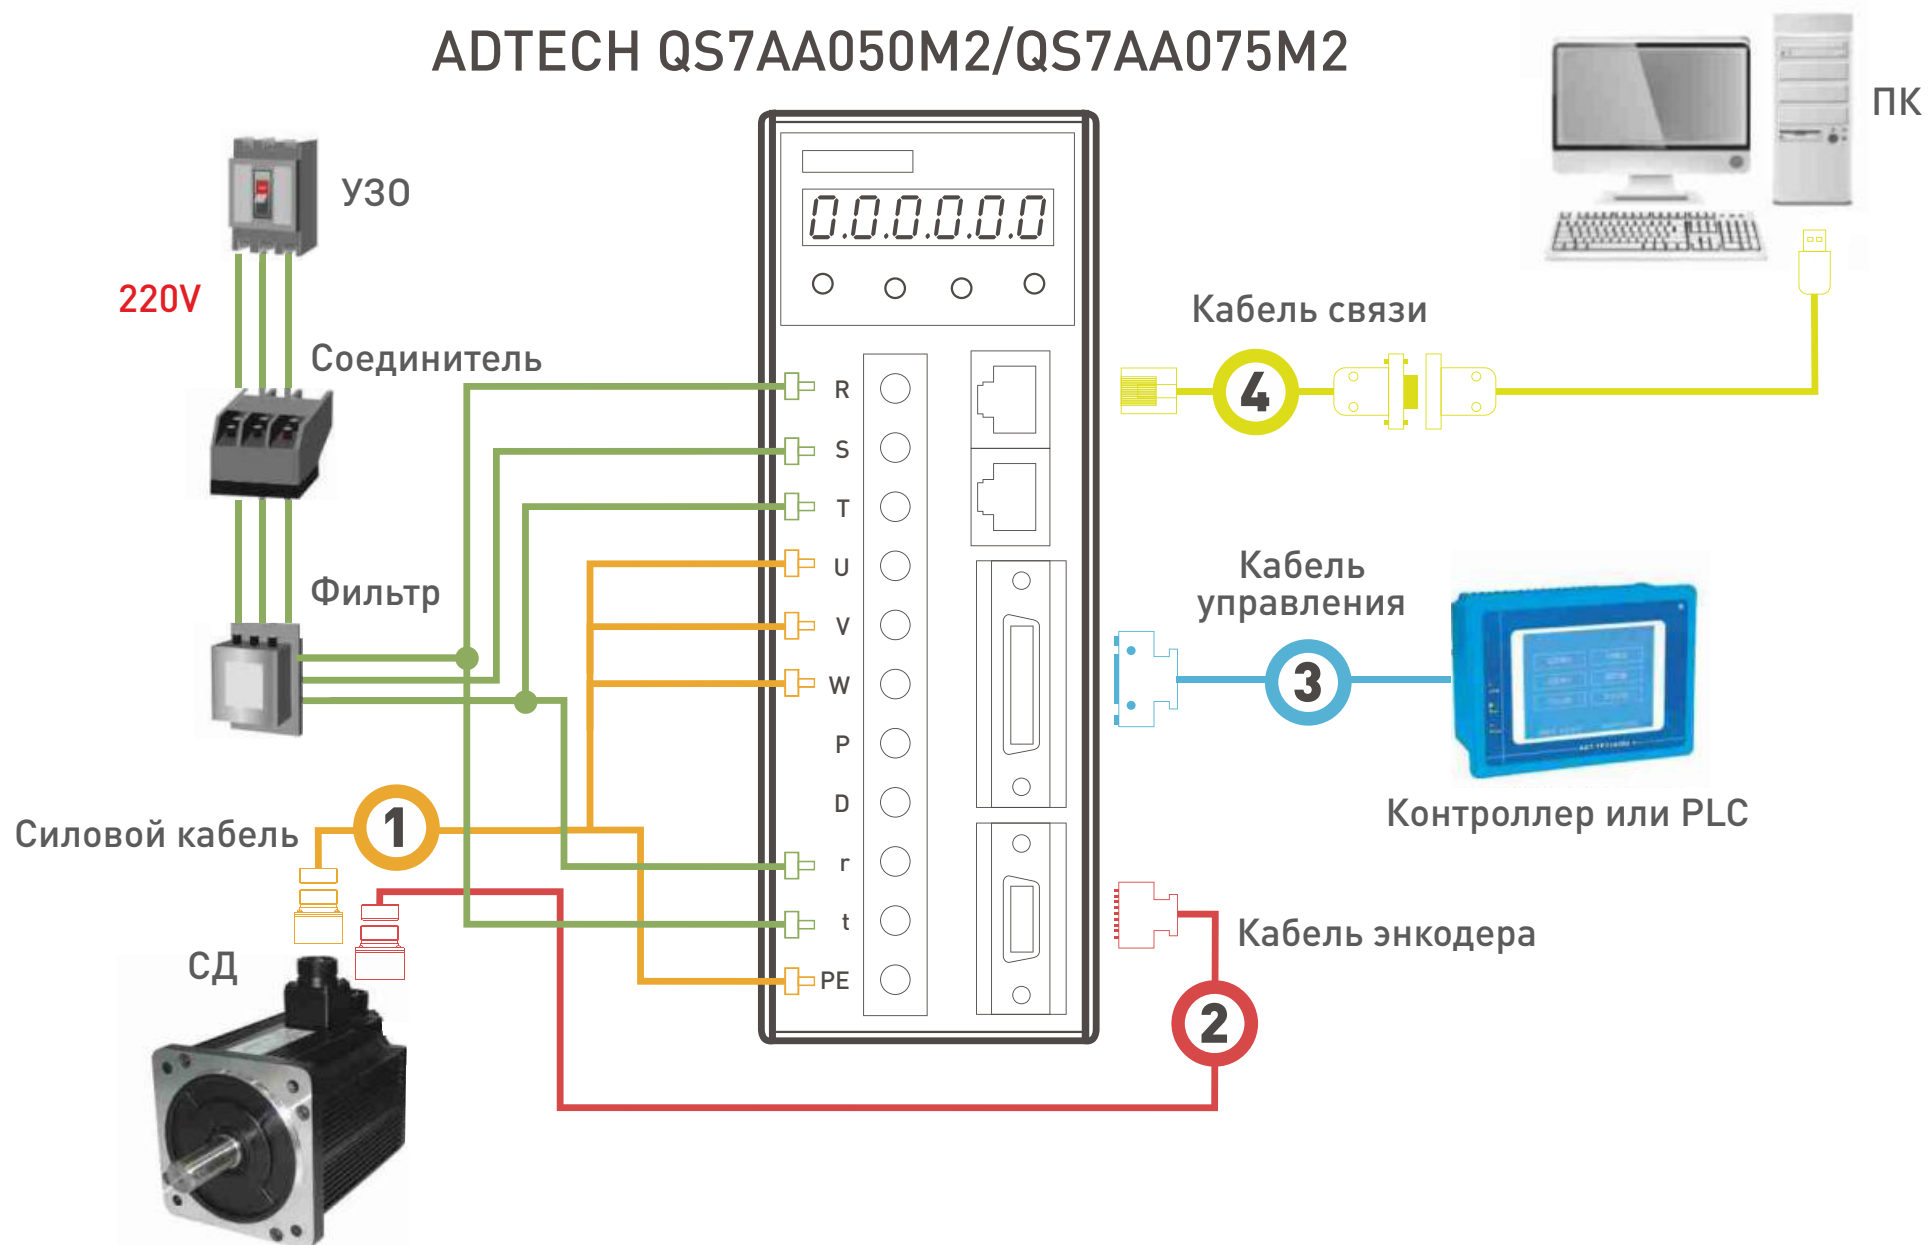 ADTECH QS7AA050M2/QS7AA075M2
ПК
УЗО
220V
0.0.0.0.0.0
Кабель связи
Соединитель
4
R
S
T
U
V
W
P
D
r
t
PE
Кабель
управления
3
Фильтр
Контроллер или PLC
Силовой кабель
1
Кабель энкодера
2
СД